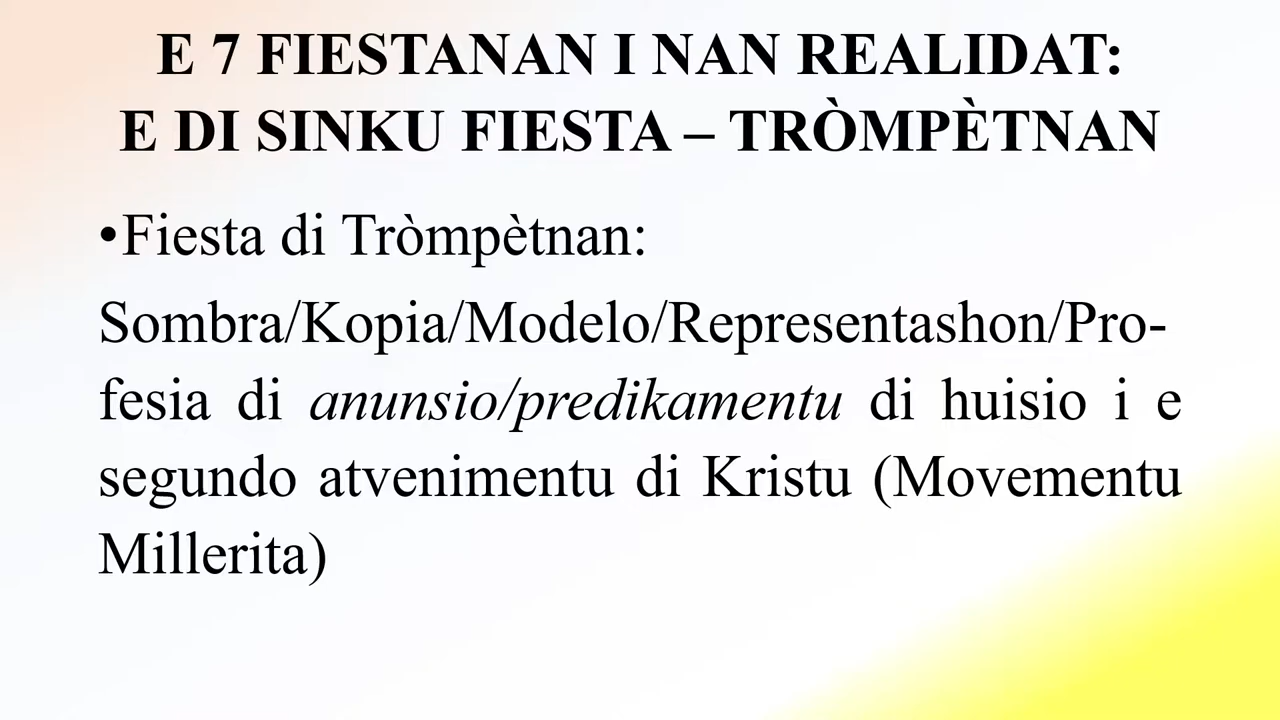 E 7 FIESTANAN I NAN REALIDAT:
E DI SINKU FIESTA – TRÒMPÈTNAN
•Fiesta di Tròmpètnan:
Sombra/Kopia/Modelo/Representashon/Pro-
fesia di anunsio/predikamentu di huisio i e
segundo atvenimentu di Kristu (Movementu
Millerita)